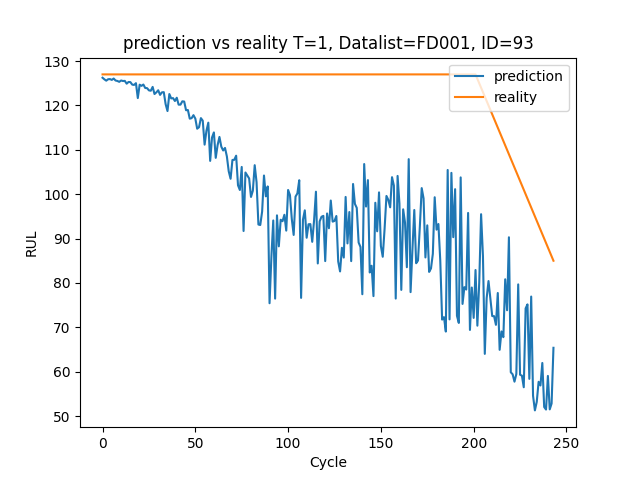 prediction vs reality T=1, Datalist=FD001, ID=93
prediction
reality
130
120
110
100
90
80
70
60
50
RUL
0 50 100 150 200 250
Cycle